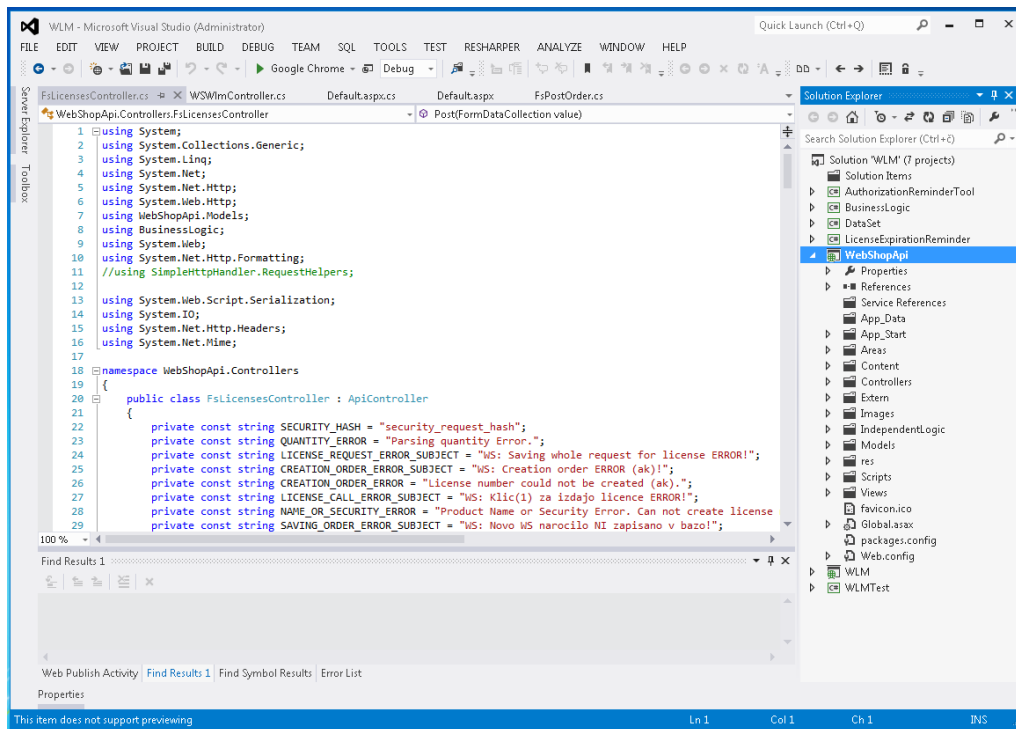 WLM - Microsoft Visual Studio (Administrator)
Quick Launch (Ctrl+Q)
FILE EDIT VIEW PROJECT BUILD DEBUG TEAM SQL TOOLS TEST RESHARPER ANALYZE WINDOW HELP
Google Chrome Debug
Server Explorer
Toolbox
FsLicensesController.cs WSWlmController.cs Default.aspx.cs Default.aspx FsPostOrder.cs
WebShopApi.Controllers.FsLicensesController Post(FormDataCollection value)
1 using System;
2 using System.Collections.Generic;
3 using System.Linq;
4 using System.Net;
5 using System.Net.Http;
6 using System.Web.Http;
7 using WebShopApi.Models;
8 using BusinessLogic;
9 using System.Web;
10 using System.Net.Http.Formatting;
11 //using SimpleHttpHandler.RequestHelpers;
12
13 using System.Web.Script.Serialization;
14 using System.IO;
15 using System.Net.Http.Headers;
16 using System.Net.Mime;
17
18 namespace WebShopApi.Controllers
19 {
20 public class FsLicensesController : ApiController
21 {
22 private const string SECURITY_HASH = "security_request_hash";
23 private const string QUANTITY_ERROR = "Parsing quantity Error.";
24 private const string LICENSE_REQUEST_ERROR_SUBJECT = "WS: Saving whole request for license ERROR!";
25 private const string CREATION_ORDER_ERROR_SUBJECT = "WS: Creation order ERROR (ak)!";
26 private const string CREATION_ORDER_ERROR = "License number could not be created (ak).";
27 private const string LICENSE_CALL_ERROR_SUBJECT = "WS: Klic(1) za izdajo licence ERROR!";
28 private const string NAME_OR_SECURITY_ERROR = "Product Name or Security Error. Can not create license
29 private const string SAVING_ORDER_ERROR_SUBJECT = "WS: Novo WS narocilo NI zapisano v bazo!";
100 %
Find Results 1
Web Publish Activity Find Results 1 Find Symbol Results Error List
Properties
Solution Explorer
Search Solution Explorer (Ctrl+č)
Solution 'WLM' (7 projects)
Solution Items
AuthorizationReminderTool
BusinessLogic
DataSet
LicenseExpirationReminder
WebShopApi
Properties
References
Service References
App_Data
App_Start
Areas
Content
Controllers
Extern
Images
IndependentLogic
Models
res
Scripts
Views
favicon.ico
Global.asax
packages.config
Web.config
WLM
WLMTest
This item does not support previewing Ln 1 Col 1 Ch 1 INS